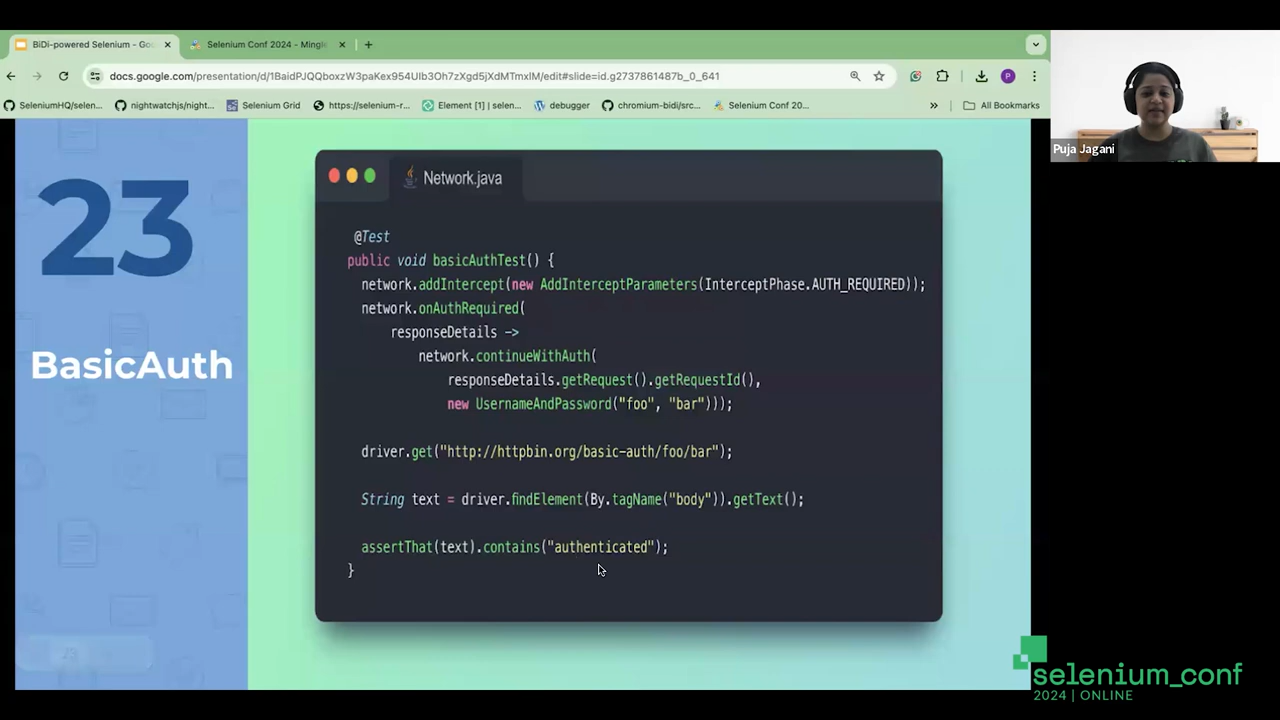 BiDi-powered Selenium - Goo
Selenium Conf 2024 - Mingle
docs.google.com/presentation/d/1BaidPJQQboxzW3paKex954UIb3Oh7zXgd5jXdMTmxIM/edit#slide=id.g2737861487b_0_641
P
SeleniumHQ/selen...
nightwatchjs/night...
Selenium Grid
https://selenium-r...
Element [1] | selen...
debugger
chromium-bidi/src...
Selenium Conf 20...
»
All Bookmarks
Puja Jagani
23
BasicAuth
Network.java
@Test
public void basicAuthTest() {
network.addIntercept(new AddInterceptParameters(InterceptPhase.AUTH_REQUIRED));
network.onAuthRequired(
responseDetails ->
network.continueWithAuth(
responseDetails.getRequest().getRequestId(),
new UsernameAndPassword("foo", "bar")));
driver.get("http://httpbin.org/basic-auth/foo/bar");
String text = driver.findElement(By.tagName("body")).getText();
assertThat(text).contains("authenticated");
}
selenium_conf
2024 | ONLINE